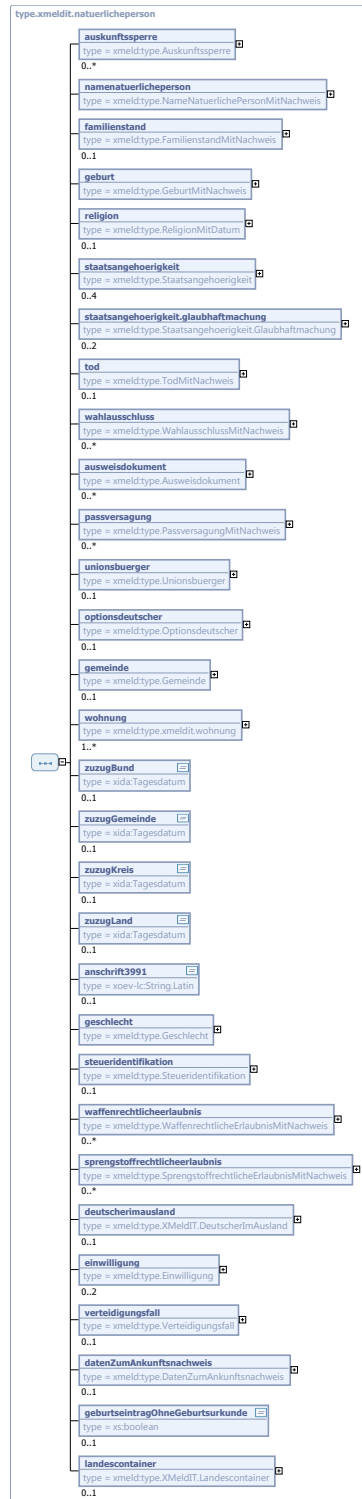 type.xmeldit.natuerlicheperson
auskunftssperre
type = xmeld:type.Auskunftssperre
0..*
namenatuerlicheperson
type = xmeld:type.NameNatuerlichePersonMitNachweis
familienstand
type = xmeld:type.FamilienstandMitNachweis
0..1
geburt
type = xmeld:type.GeburtMitNachweis
religion
type = xmeld:type.ReligionMitDatum
0..1
staatsangehoerigkeit
type = xmeld:type.Staatsangehoerigkeit
0..4
staatsangehoerigkeit.glaubhaftmachung
type = xmeld:type.Staatsangehoerigkeit.Glaubhaftmachung
0..2
tod
type = xmeld:type.TodMitNachweis
0..1
wahlausschluss
type = xmeld:type.WahlausschlussMitNachweis
0..*
ausweisdokument
type = xmeld:type.Ausweisdokument
0..*
passversagung
type = xmeld:type.PassversagungMitNachweis
0..*
unionsbuerger
type = xmeld:type.Unionsbuerger
0..1
optionsdeutscher
type = xmeld:type.Optionsdeutscher
0..1
gemeinde
type = xmeld:type.Gemeinde
0..1
wohnung
type = xmeld:type.xmeldit.wohnung
1..*
zuzugBund
type = xida:Tagesdatum
0..1
zuzugGemeinde
type = xida:Tagesdatum
0..1
zuzugKreis
type = xida:Tagesdatum
0..1
zuzugLand
type = xida:Tagesdatum
0..1
anschrift3991
type = xoev-lc:String.Latin
0..1
geschlecht
type = xmeld:type.Geschlecht
steueridentifikation
type = xmeld:type.Steueridentifikation
0..1
waffenrechtlicheerlaubnis
type = xmeld:type.WaffenrechtlicheErlaubnisMitNachweis
0..*
sprengstoffrechtlicheerlaubnis
type = xmeld:type.SprengstoffrechtlicheErlaubnisMitNachweis
0..*
deutscherimausland
type = xmeld:type.XMeldIT.DeutscherImAusland
0..1
einwilligung
type = xmeld:type.Einwilligung
0..2
verteidigungsfall
type = xmeld:type.Verteidigungsfall
0..1
datenZumAnkunftsnachweis
type = xmeld:type.DatenZumAnkunftsnachweis
0..1
geburtseintragOhneGeburtsurkunde
type = xs:boolean
0..1
landescontainer
type = xmeld:type.XMeldIT.Landescontainer
0..1